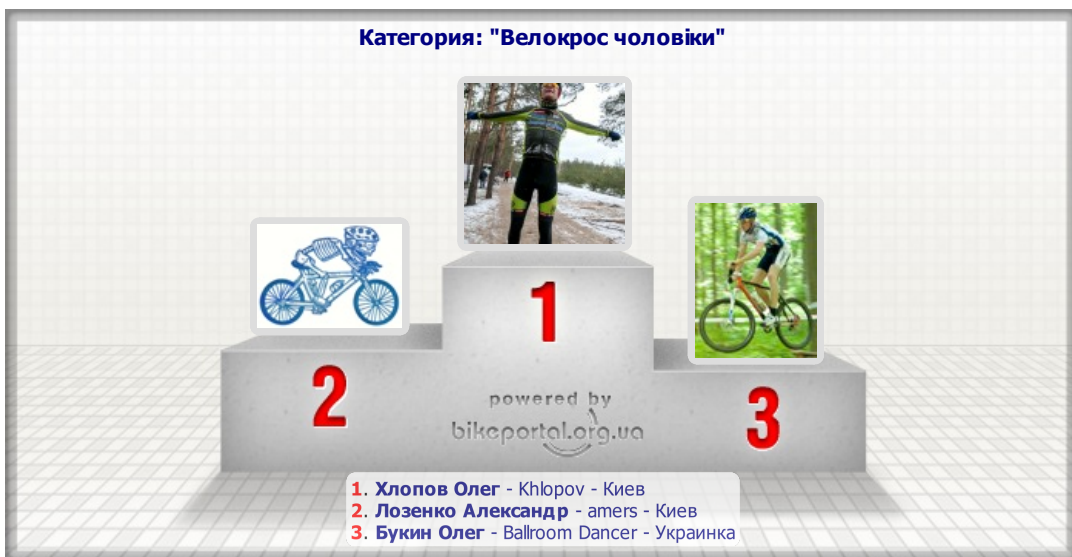 Категория: "Велокрос чоловіки"
1
2
3
powered by
bikeportal.org.ua
1. Хлопов Олег - Khlopov - Киев
2. Лозенко Александр - amers - Киев
3. Букин Олег - Ballroom Dancer - Украинка